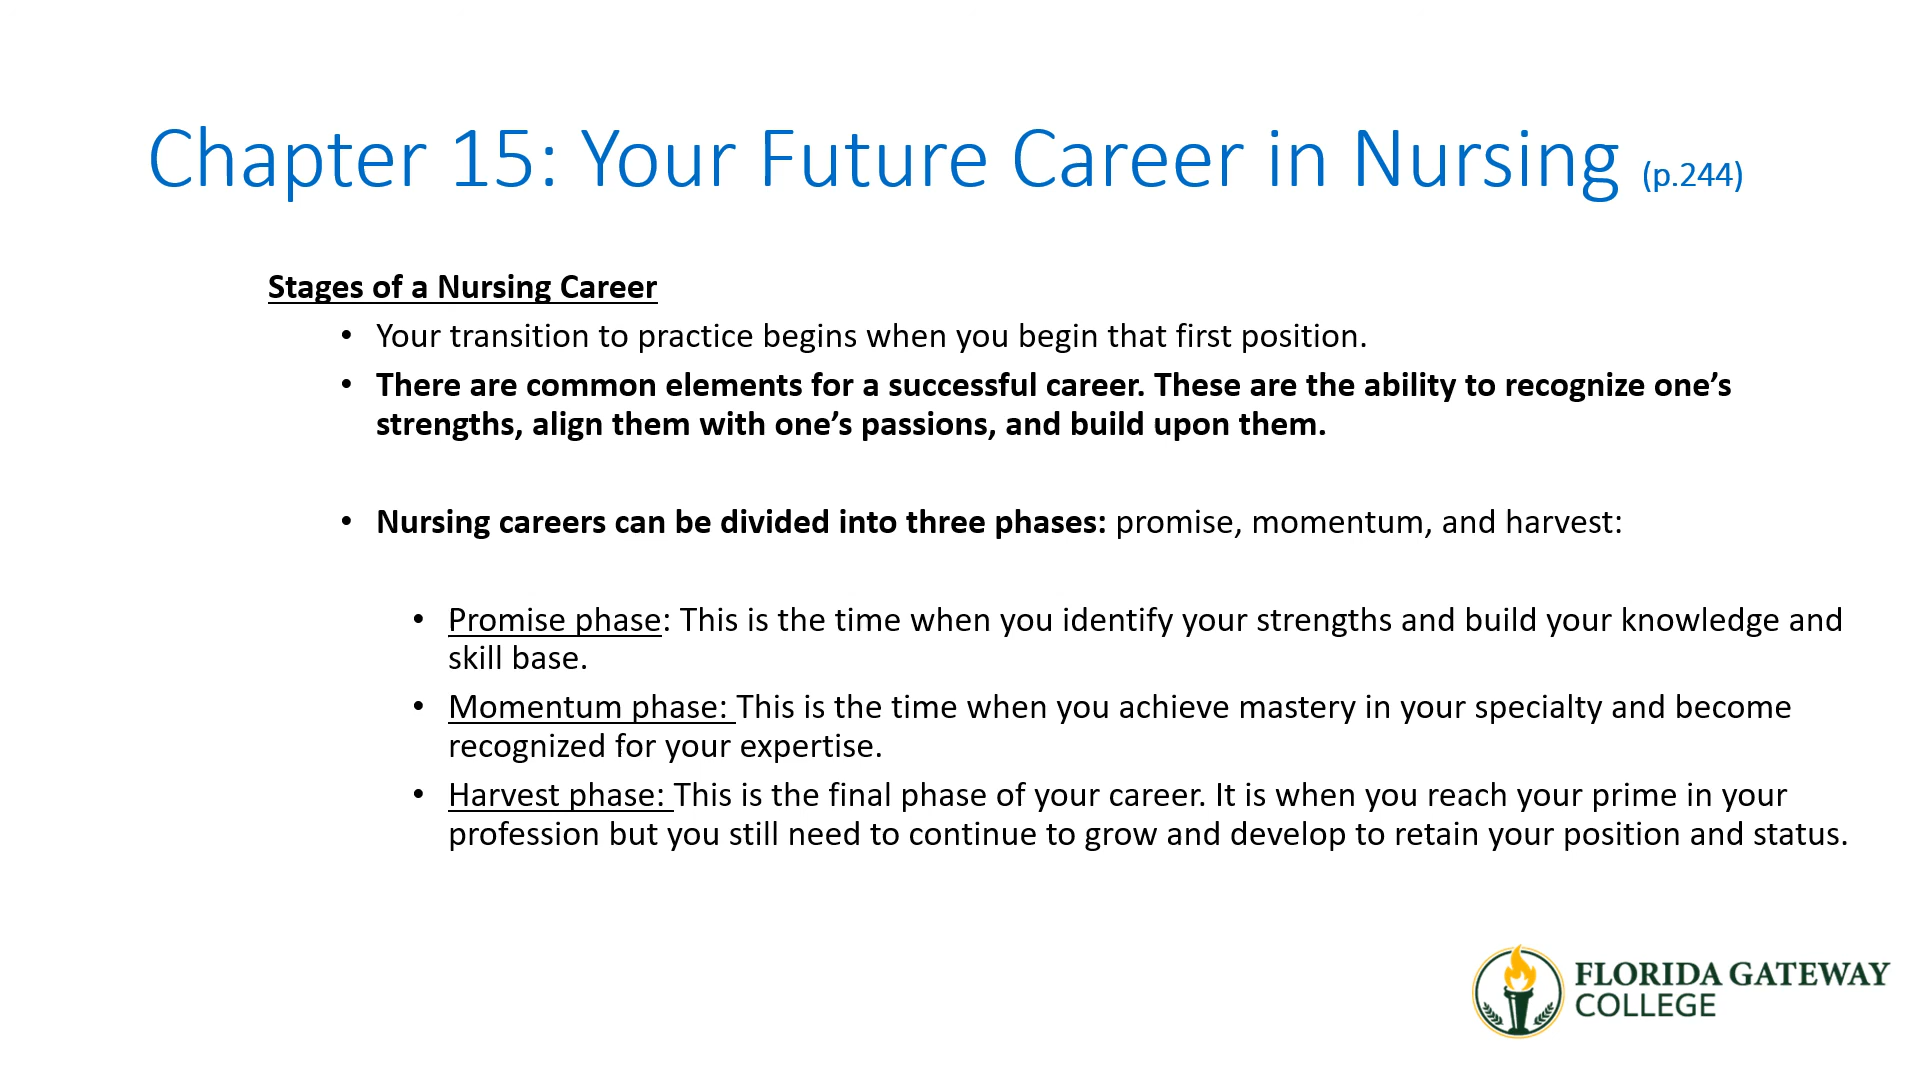 Chapter 15: Your Future Career in Nursing (p.244)
Stages of a Nursing Career
• Your transition to practice begins when you begin that first position.
• There are common elements for a successful career. These are the ability to recognize one’s
strengths, align them with one’s passions, and build upon them.
• Nursing careers can be divided into three phases: promise, momentum, and harvest:
• Promise phase: This is the time when you identify your strengths and build your knowledge and
skill base.
• Momentum phase: This is the time when you achieve mastery in your specialty and become
recognized for your expertise.
• Harvest phase: This is the final phase of your career. It is when you reach your prime in your
profession but you still need to continue to grow and develop to retain your position and status.
FLORIDA GATEWAY
COLLEGE